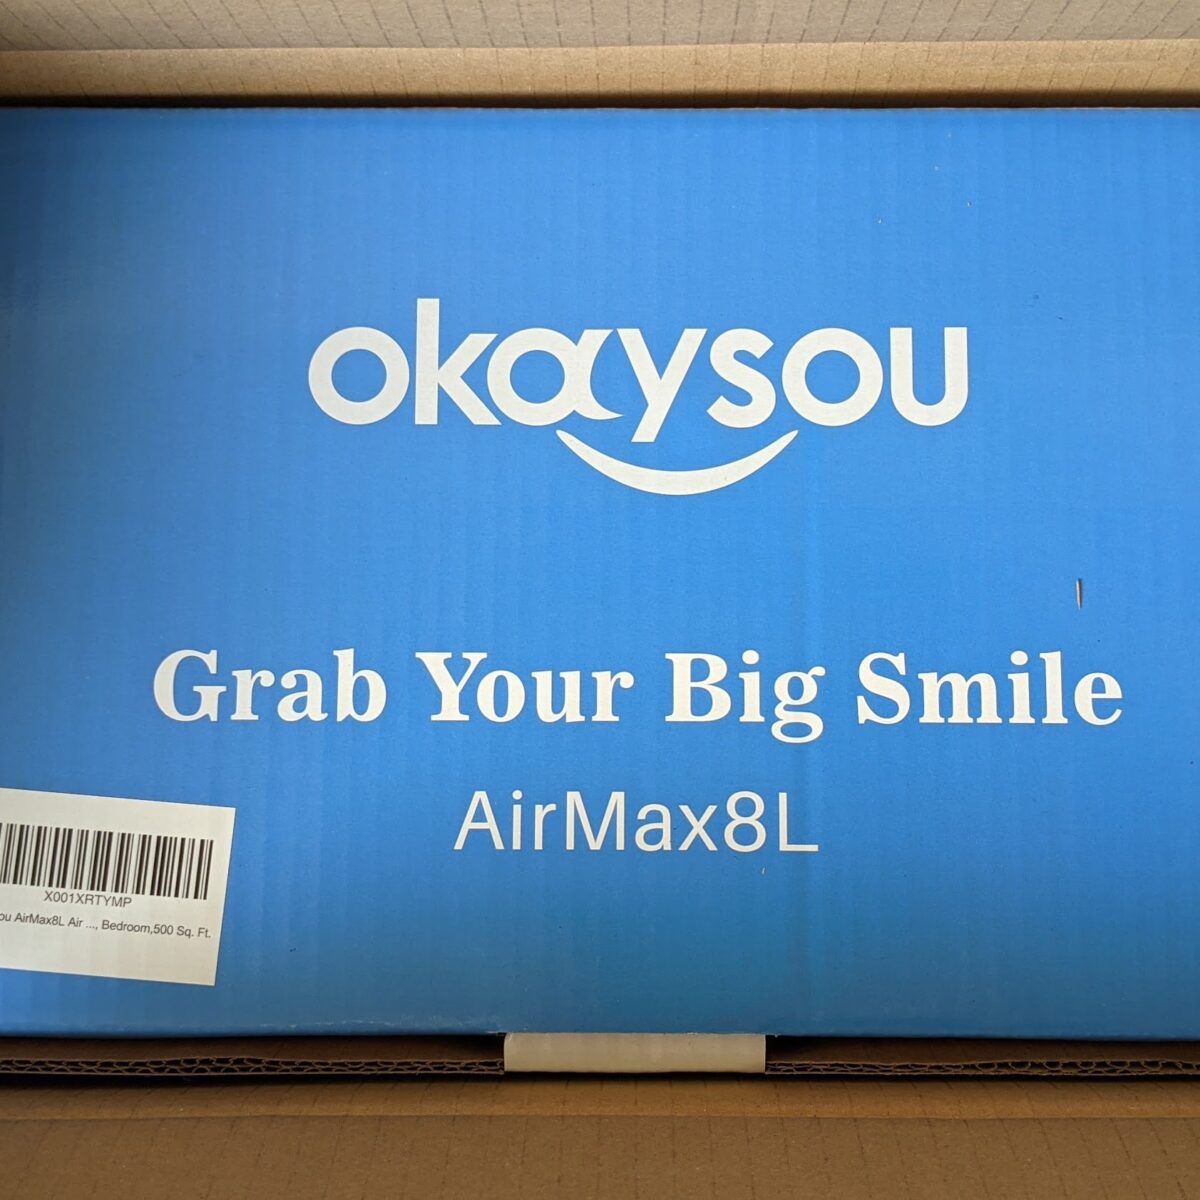 okaysou
Grab Your Big Smile
AirMax8L
X001XRTYMP
AirMax8L Air ..., Bedroom,500 Sq. Ft.